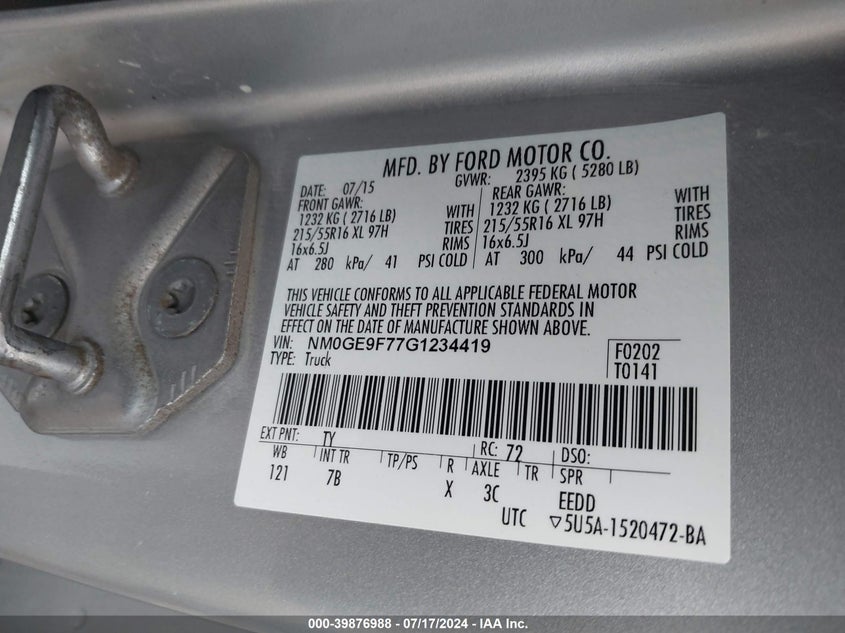 MFD. BY FORD MOTOR CO.
DATE: 07/15 GVWR: 2395 KG ( 5280 LB)
FRONT GAWR: REAR GAWR:
1232 KG ( 2716 LB) WITH 1232 KG ( 2716 LB) WITH
215/55R16 XL 97H TIRES 215/55R16 XL 97H TIRES
16x6.5J RIMS 16x6.5J RIMS
AT 280 kPa/ 41 PSI COLD AT 300 kPa/ 44 PSI COLD
THIS VEHICLE CONFORMS TO ALL APPLICABLE FEDERAL MOTOR
VEHICLE SAFETY AND THEFT PREVENTION STANDARDS IN
EFFECT ON THE DATE OF MANUFACTURE SHOWN ABOVE.
VIN: NM0GE9F77G1234419 F0202
TYPE: Truck T0141
EXT PNT: TY RC: 72 DSO:
WB INT TR TP/PS R AXLE TR SPR
121 7B X 3C EEDD
UTC ▽5U5A-1520472-BA
000-39876988 / 07/17/2024 - IAA Inc.